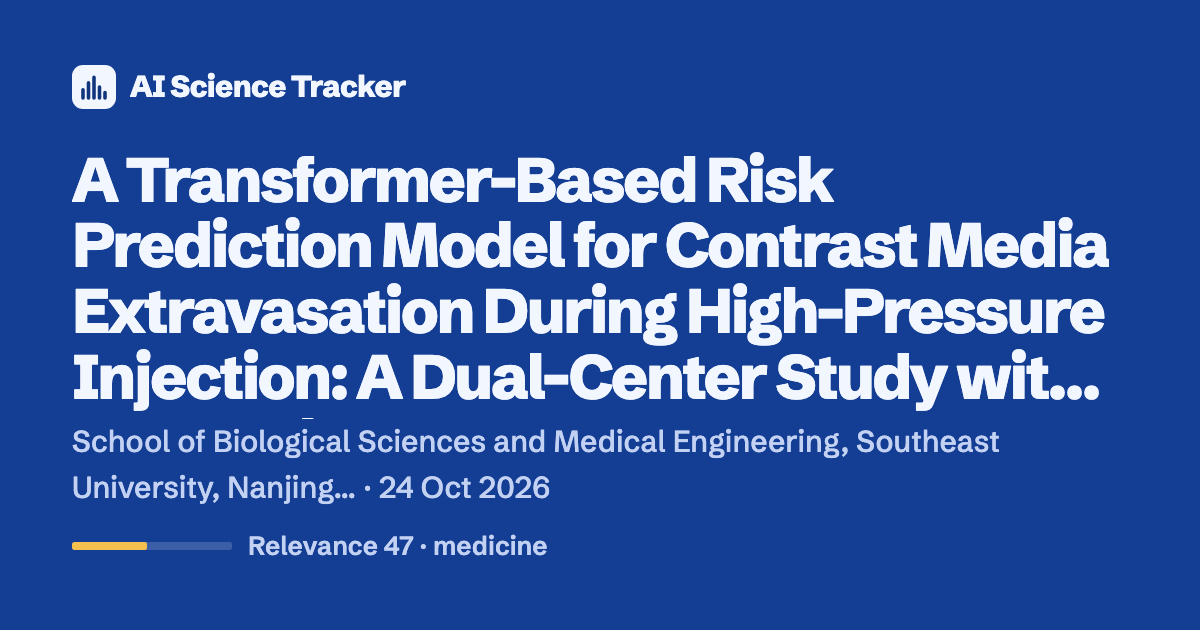 AI Science Tracker
A Transformer-Based Risk
Prediction Model for Contrast Media
Extravasation During High-Pressure
Injection: A Dual-Center Study wit...
School of Biological Sciences and Medical Engineering, Southeast
University, Nanjing... · 24 Oct 2026
Relevance 47 · medicine